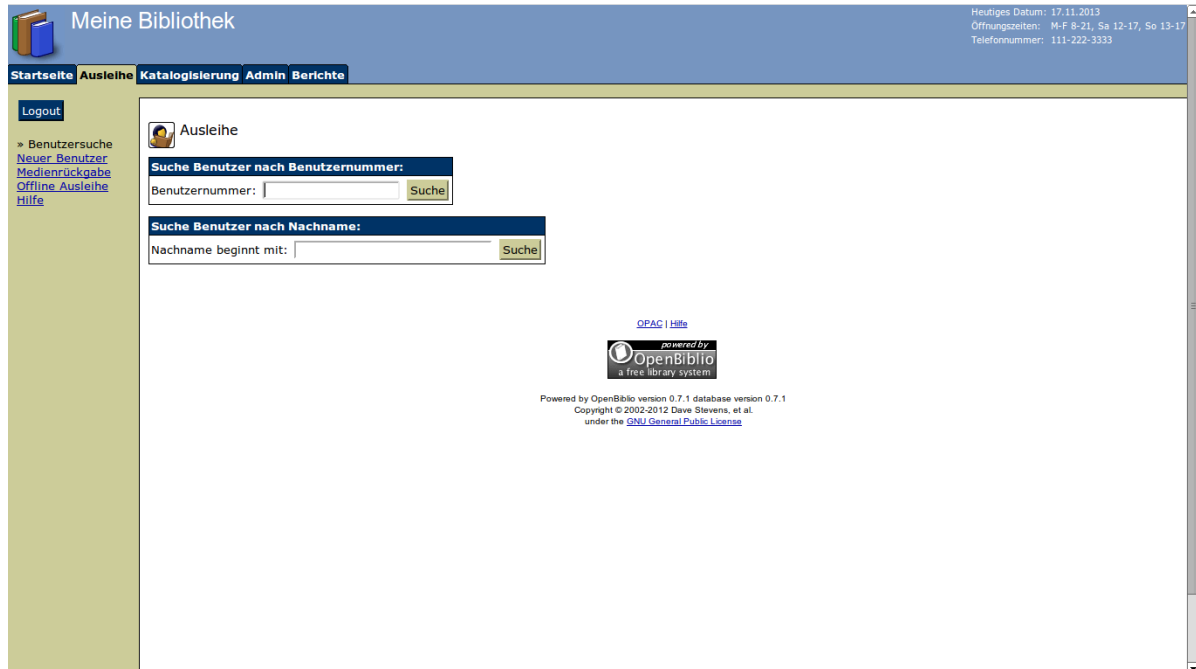 Meine Bibliothek
Heutiges Datum: 17.11.2013
Öffnungszeiten: M-F 8-21, Sa 12-17, So 13-17
Telefonnummer: 111-222-3333
Startseite Ausleihe Katalogisierung Admin Berichte
Logout
» Benutzersuche
Neuer Benutzer
Medienrückgabe
Offline Ausleihe
Hilfe
Ausleihe
Suche Benutzer nach Benutzernummer:
Benutzernummer: Suche
Suche Benutzer nach Nachname:
Nachname beginnt mit: Suche
OPAC | Hilfe
powered by
OpenBiblio
a free library system
Powered by OpenBiblio version 0.7.1 database version 0.7.1
Copyright © 2002-2012 Dave Stevens, et al.
under the GNU General Public License